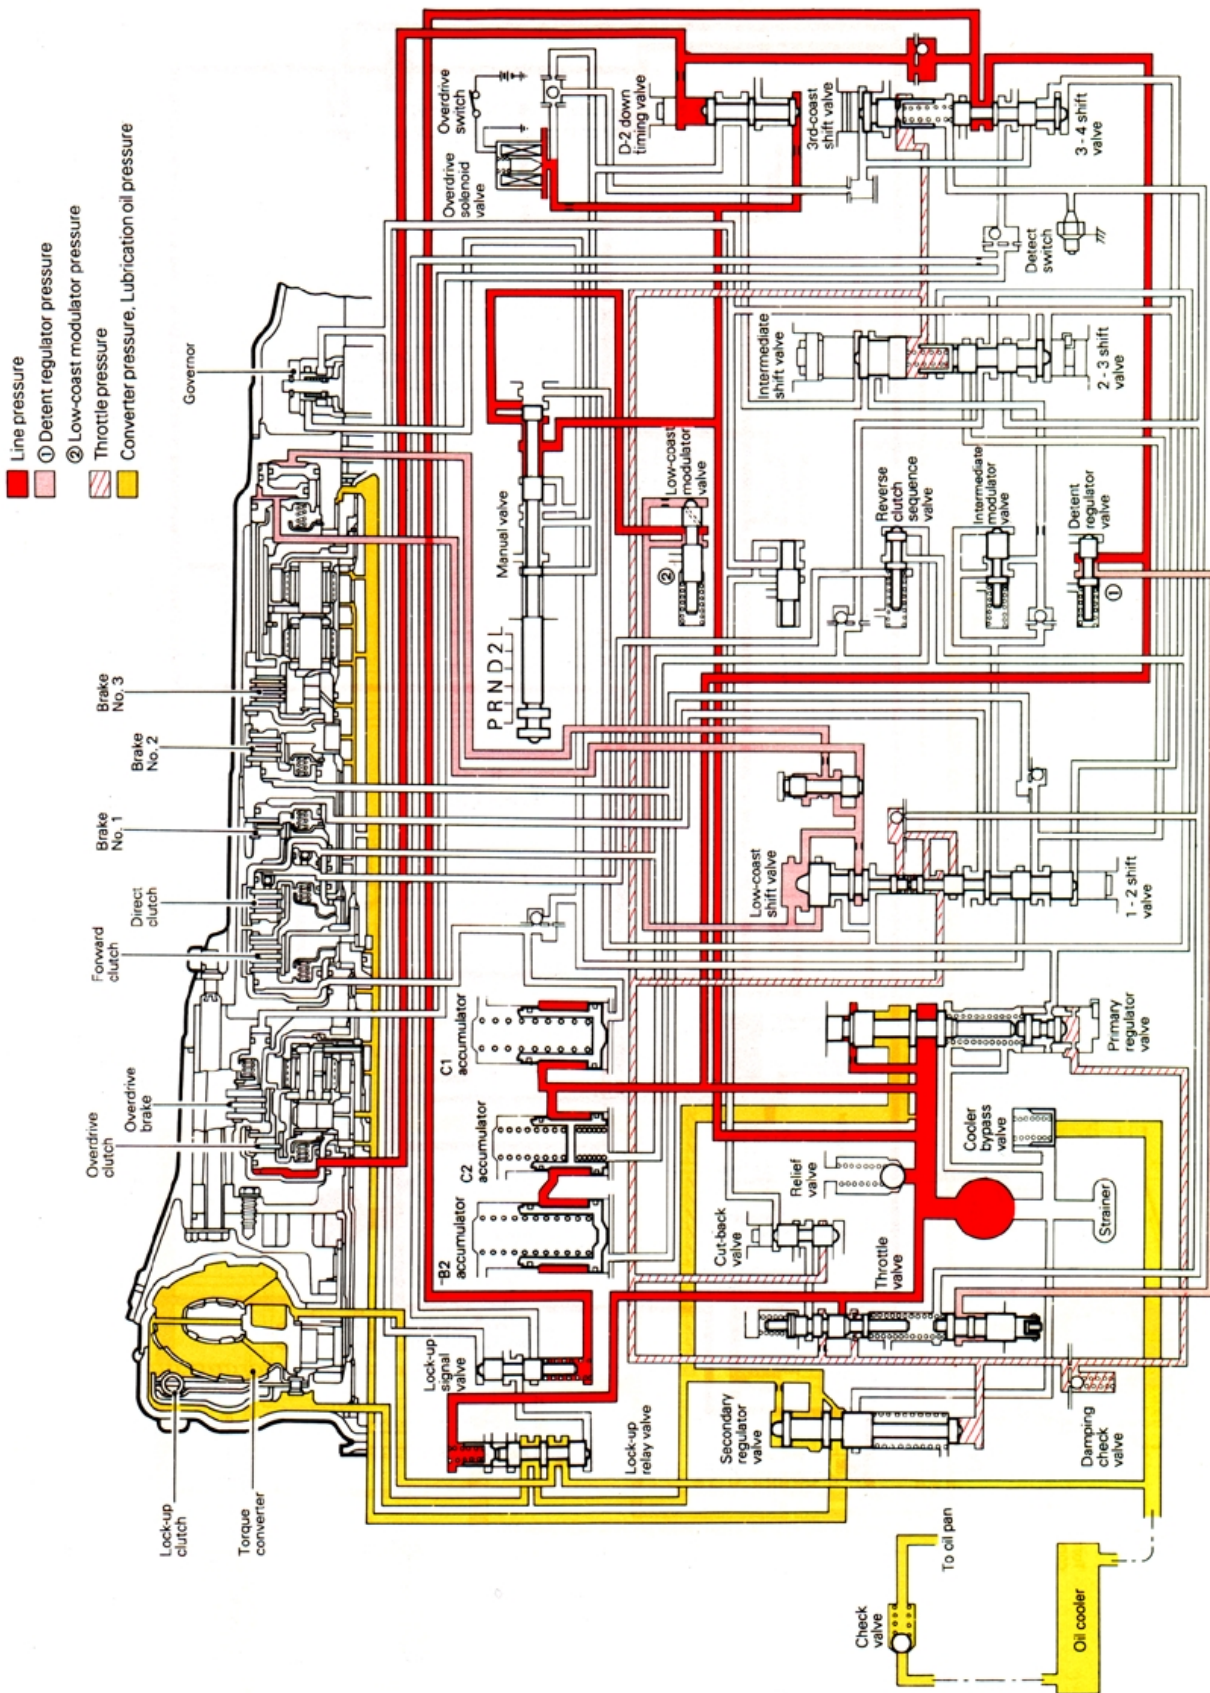 Line pressure
① Detent regulator pressure
② Low-coast modulator pressure
Throttle pressure
Converter pressure, Lubrication oil pressure
Lock-up
clutch
Torque
converter
Overdrive
clutch
Overdrive
brake
Forward
clutch
Direct
clutch
Brake
No. 1
Brake
No. 2
Brake
No. 3
Governor
Lock-up
relay valve
Lock-up
signal
valve
B2
accumulator
C2
accumulator
C1
accumulator
Manual valve
P R N D 2 L
Overdrive
solenoid
valve
Overdrive
switch
D-2 down
timing valve
3rd-coast
shift valve
3 - 4 shift
valve
Detect
switch
Intermediate
shift valve
2 - 3 shift
valve
②
Low-coast
modulator
valve
Reverse
clutch
sequence
valve
Intermediate
modulator
valve
Detent
regulator
valve
①
Low-coast
shift valve
1 - 2 shift
valve
Primary
regulator
valve
Cooler
bypass
valve
Relief
valve
Strainer
Cut-back
valve
Throttle
valve
Secondary
regulator
valve
Damping
check
valve
Check
valve
To oil pan
Oil cooler